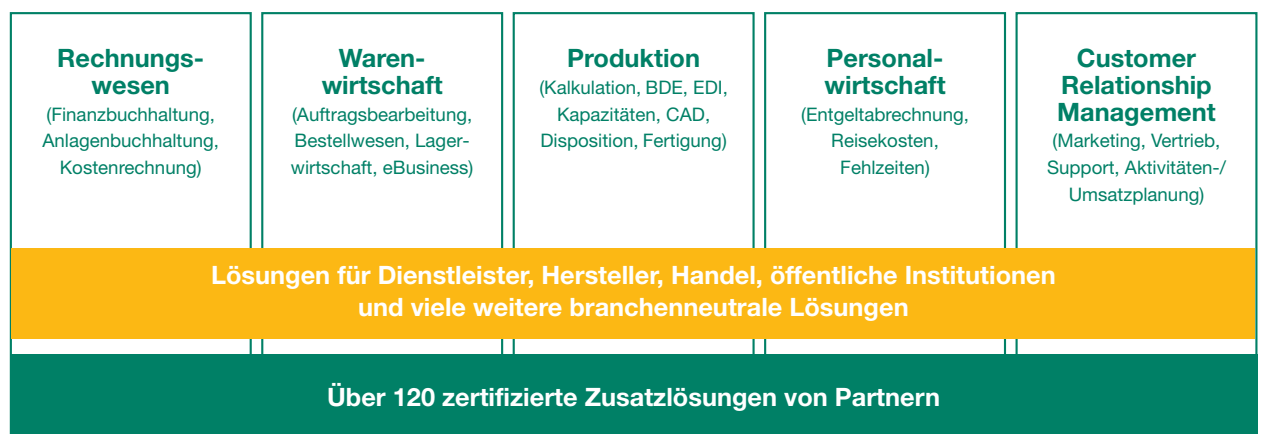 Rechnungs-
wesen
(Finanzbuchhaltung,
Anlagenbuchhaltung,
Kostenrechnung)
Waren-
wirtschaft
(Auftragsbearbeitung,
Bestellwesen, Lager-
wirtschaft, eBusiness)
Produktion
(Kalkulation, BDE, EDI,
Kapazitäten, CAD,
Disposition, Fertigung)
Personal-
wirtschaft
(Entgeltabrechnung,
Reisekosten,
Fehlzeiten)
Customer
Relationship
Management
(Marketing, Vertrieb,
Support, Aktivitäten-/
Umsatzplanung)
Lösungen für Dienstleister, Hersteller, Handel, öffentliche Institutionen
und viele weitere branchenneutrale Lösungen
Über 120 zertifizierte Zusatzlösungen von Partnern